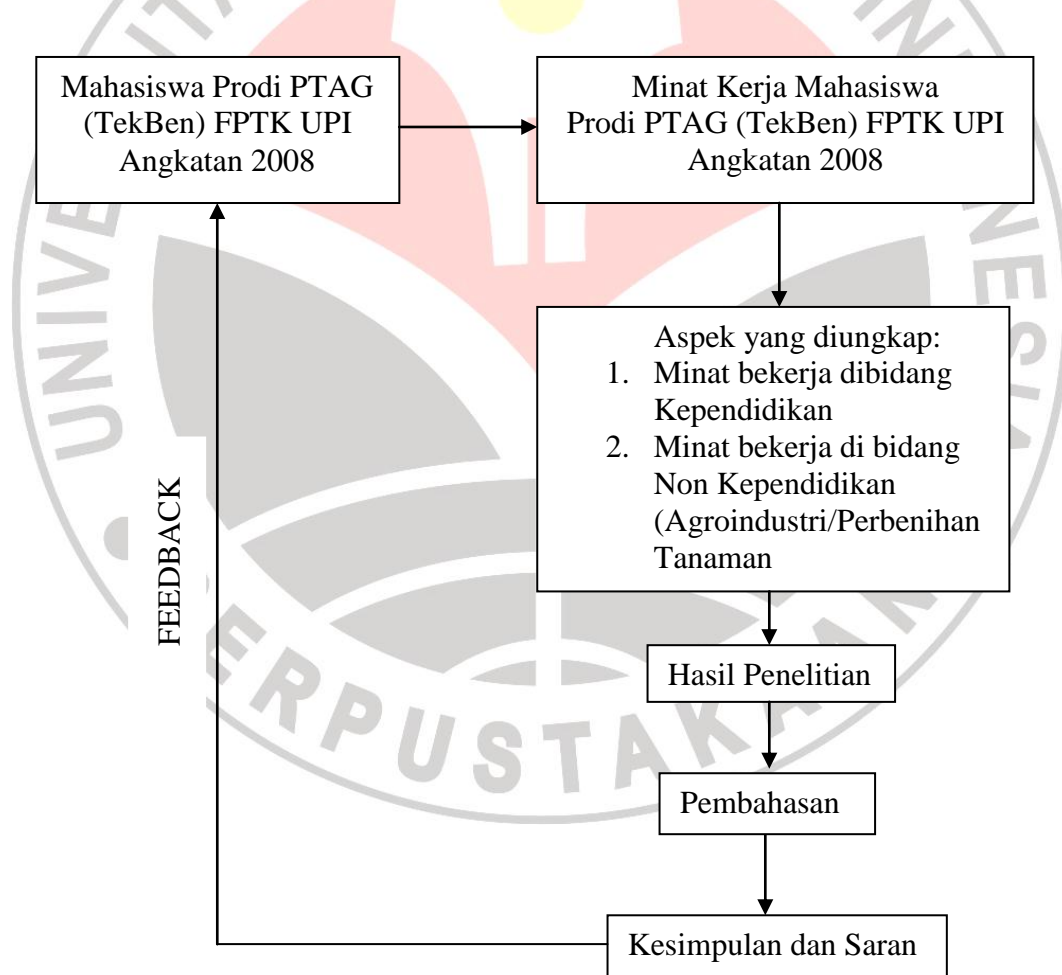 Mahasiswa Prodi PTAG
(TekBen) FPTK UPI
Angkatan 2008
Minat Kerja Mahasiswa
Prodi PTAG (TekBen) FPTK UPI
Angkatan 2008
Aspek yang diungkap:
1. Minat bekerja dibidang
Kependidikan
2. Minat bekerja di bidang
Non Kependidikan
(Agroindustri/Perbenihan
Tanaman
FEEDBACK
Hasil Penelitian
Pembahasan
Kesimpulan dan Saran
PERPUSTAKAAN